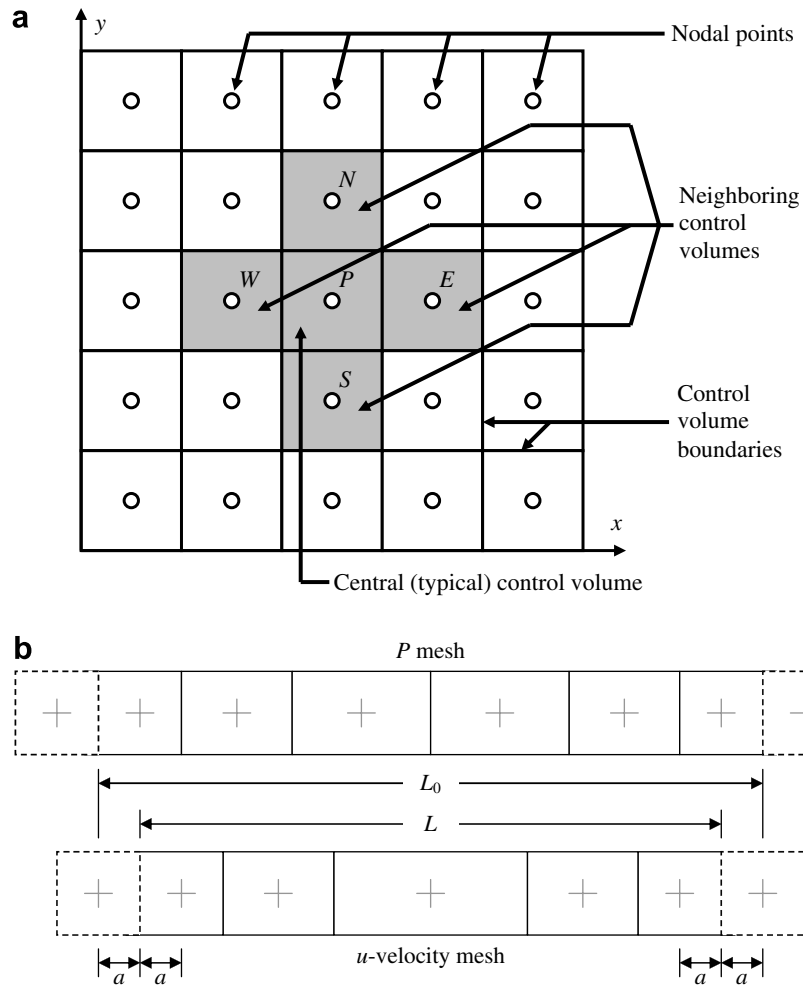 a
y
Nodal points
N
Neighboring
control
volumes
W
P
E
S
Control
volume
boundaries
x
Central (typical) control volume
b
P mesh
L0
L
u-velocity mesh
a a a a